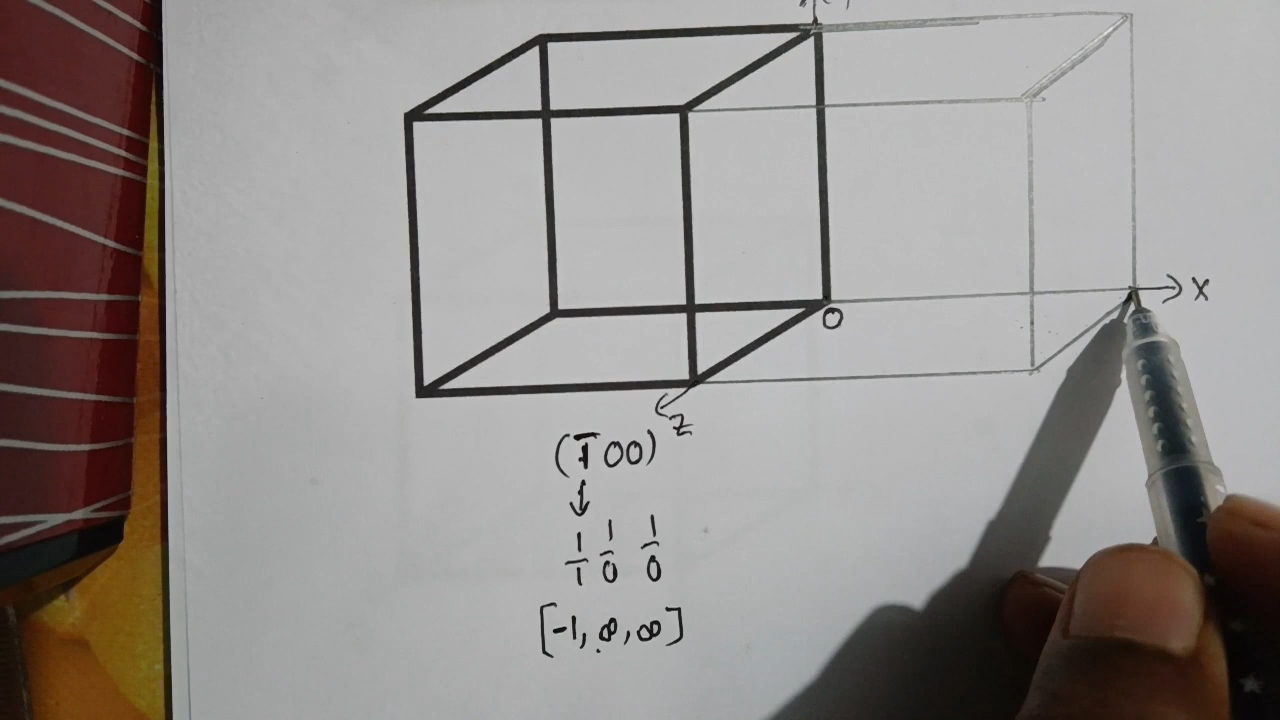 X
O
Z
(1̅ 00)
↓
1/1̅ 1/0 1/0
[-1, ∞, ∞]